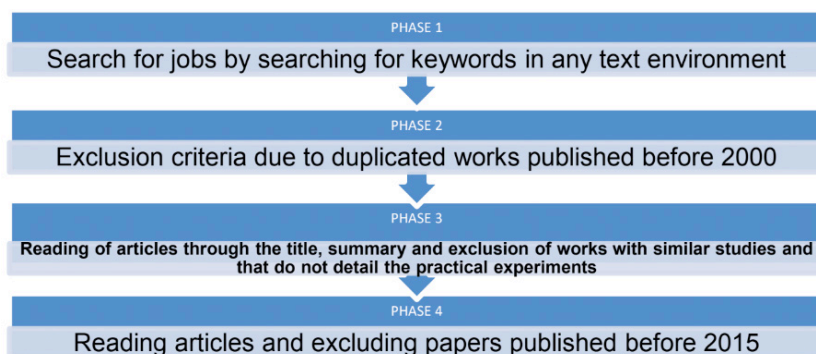 PHASE 1
Search for jobs by searching for keywords in any text environment
PHASE 2
Exclusion criteria due to duplicated works published before 2000
PHASE 3
Reading of articles through the title, summary and exclusion of works with similar studies and
that do not detail the practical experiments
PHASE 4
Reading articles and excluding papers published before 2015